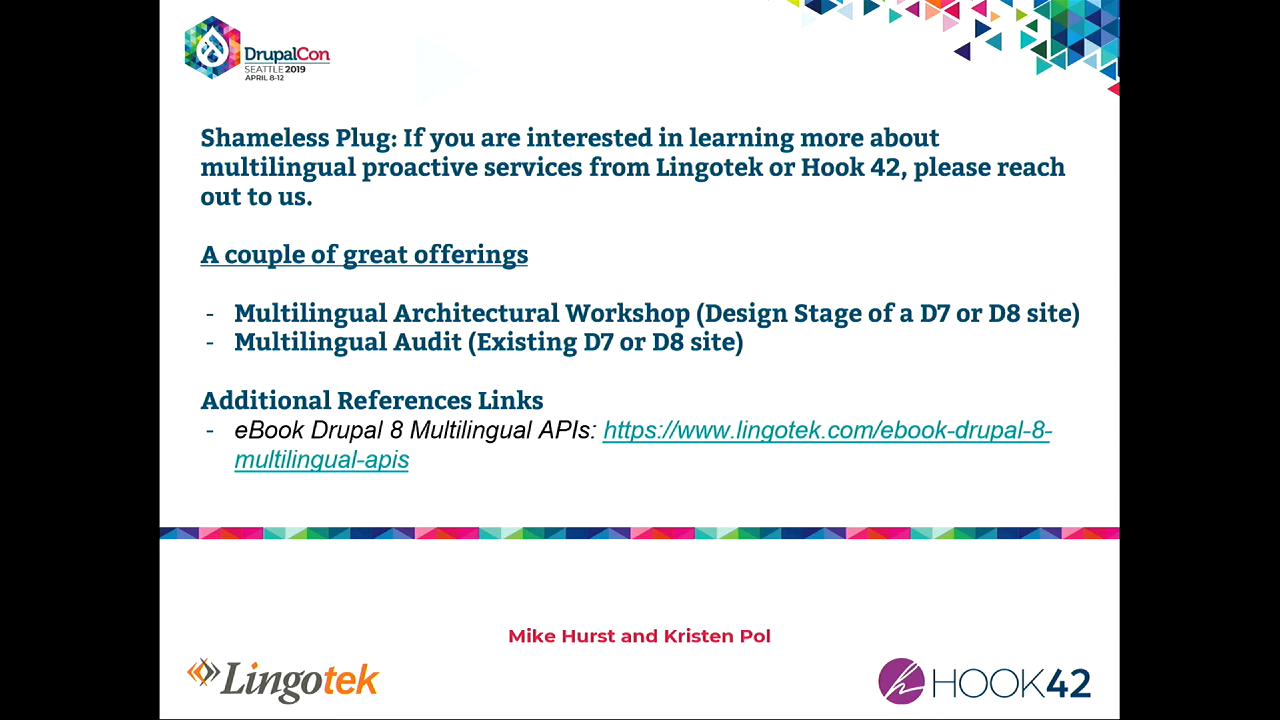 DrupalCon
SEATTLE 2019
APRIL 8-12
Shameless Plug: If you are interested in learning more about
multilingual proactive services from Lingotek or Hook 42, please reach
out to us.
A couple of great offerings
- Multilingual Architectural Workshop (Design Stage of a D7 or D8 site)
- Multilingual Audit (Existing D7 or D8 site)
Additional References Links
- eBook Drupal 8 Multilingual APIs: https://www.lingotek.com/ebook-drupal-8-
multilingual-apis
Mike Hurst and Kristen Pol
Lingotek
HOOK42